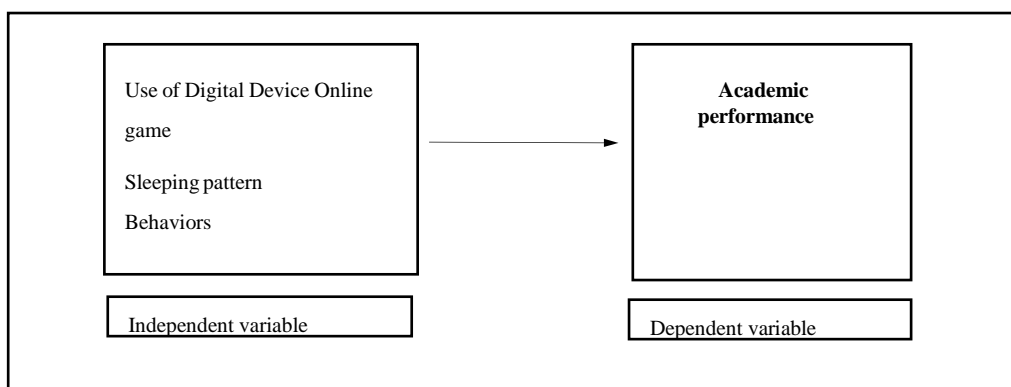 Use of Digital Device Online
game
Sleeping pattern
Behaviors
Independent variable
Academic
performance
Dependent variable